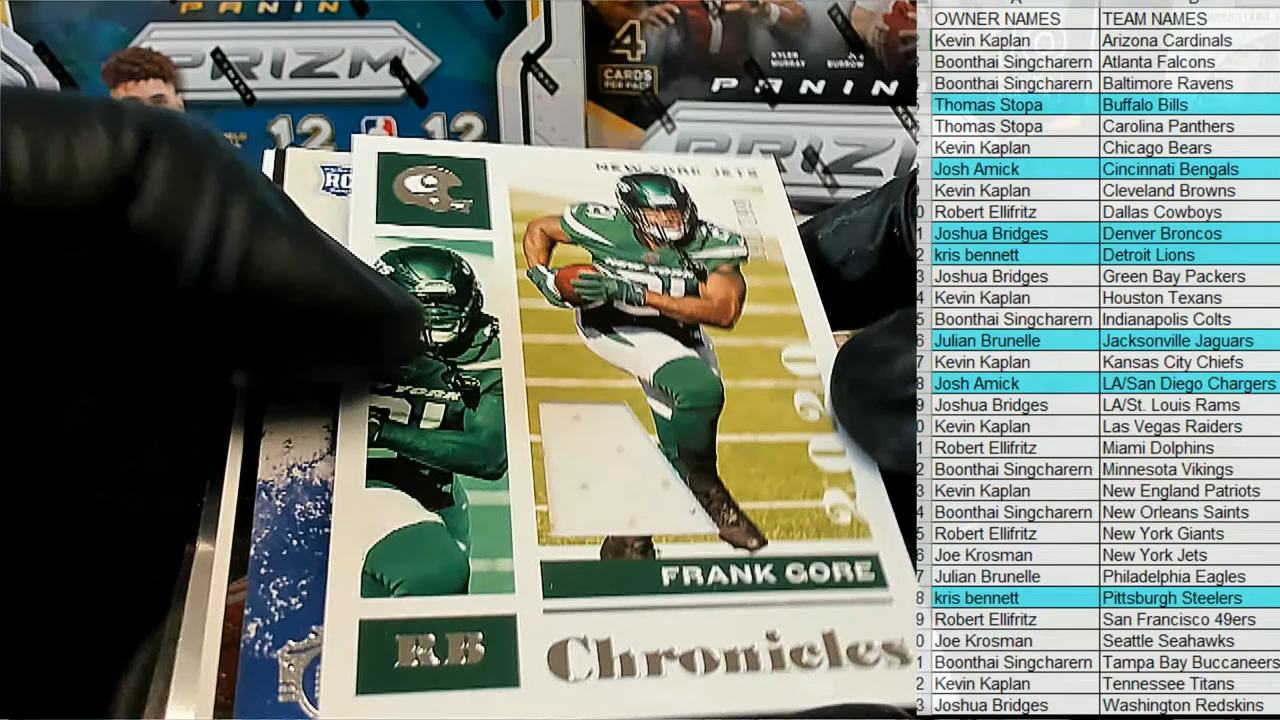 PANIN
PRIZM
12
12
4
CARDS
PER PACK
KYLER
MURRAY
BURROW
PANIN
PRIZ
RO
NEW YORK JETS
2020
FRANK GORE
RB
Chronicles
OWNER NAMES TEAM NAMES
Kevin Kaplan Arizona Cardinals
Boonthai Singcharern Atlanta Falcons
Boonthai Singcharern Baltimore Ravens
Thomas Stopa Buffalo Bills
Thomas Stopa Carolina Panthers
Kevin Kaplan Chicago Bears
Josh Amick Cincinnati Bengals
Kevin Kaplan Cleveland Browns
Robert Ellifritz Dallas Cowboys
Joshua Bridges Denver Broncos
kris bennett Detroit Lions
Joshua Bridges Green Bay Packers
Kevin Kaplan Houston Texans
Boonthai Singcharern Indianapolis Colts
Julian Brunelle Jacksonville Jaguars
Kevin Kaplan Kansas City Chiefs
Josh Amick LA/San Diego Chargers
Joshua Bridges LA/St. Louis Rams
Kevin Kaplan Las Vegas Raiders
Robert Ellifritz Miami Dolphins
Boonthai Singcharern Minnesota Vikings
Kevin Kaplan New England Patriots
Boonthai Singcharern New Orleans Saints
Robert Ellifritz New York Giants
Joe Krosman New York Jets
Julian Brunelle Philadelphia Eagles
kris bennett Pittsburgh Steelers
Robert Ellifritz San Francisco 49ers
Joe Krosman Seattle Seahawks
Boonthai Singcharern Tampa Bay Buccaneers
Kevin Kaplan Tennessee Titans
Joshua Bridges Washington Redskins